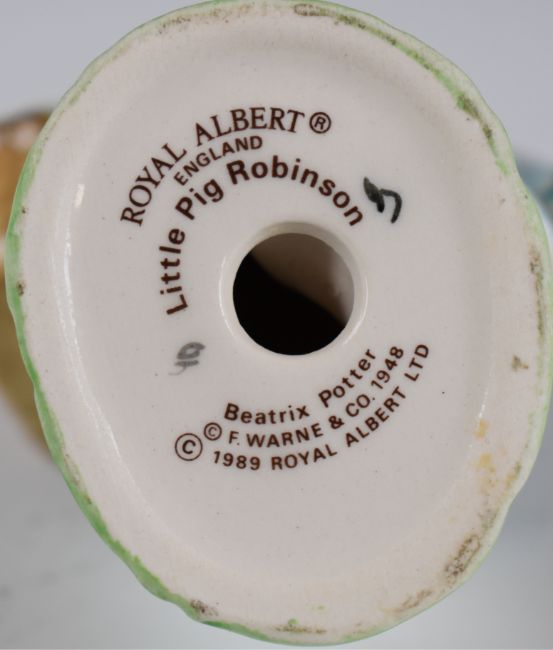 ROYAL ALBERT®
ENGLAND
Little Pig Robinson
Beatrix Potter
© F. WARNE & CO. 1948
© 1989 ROYAL ALBERT LTD